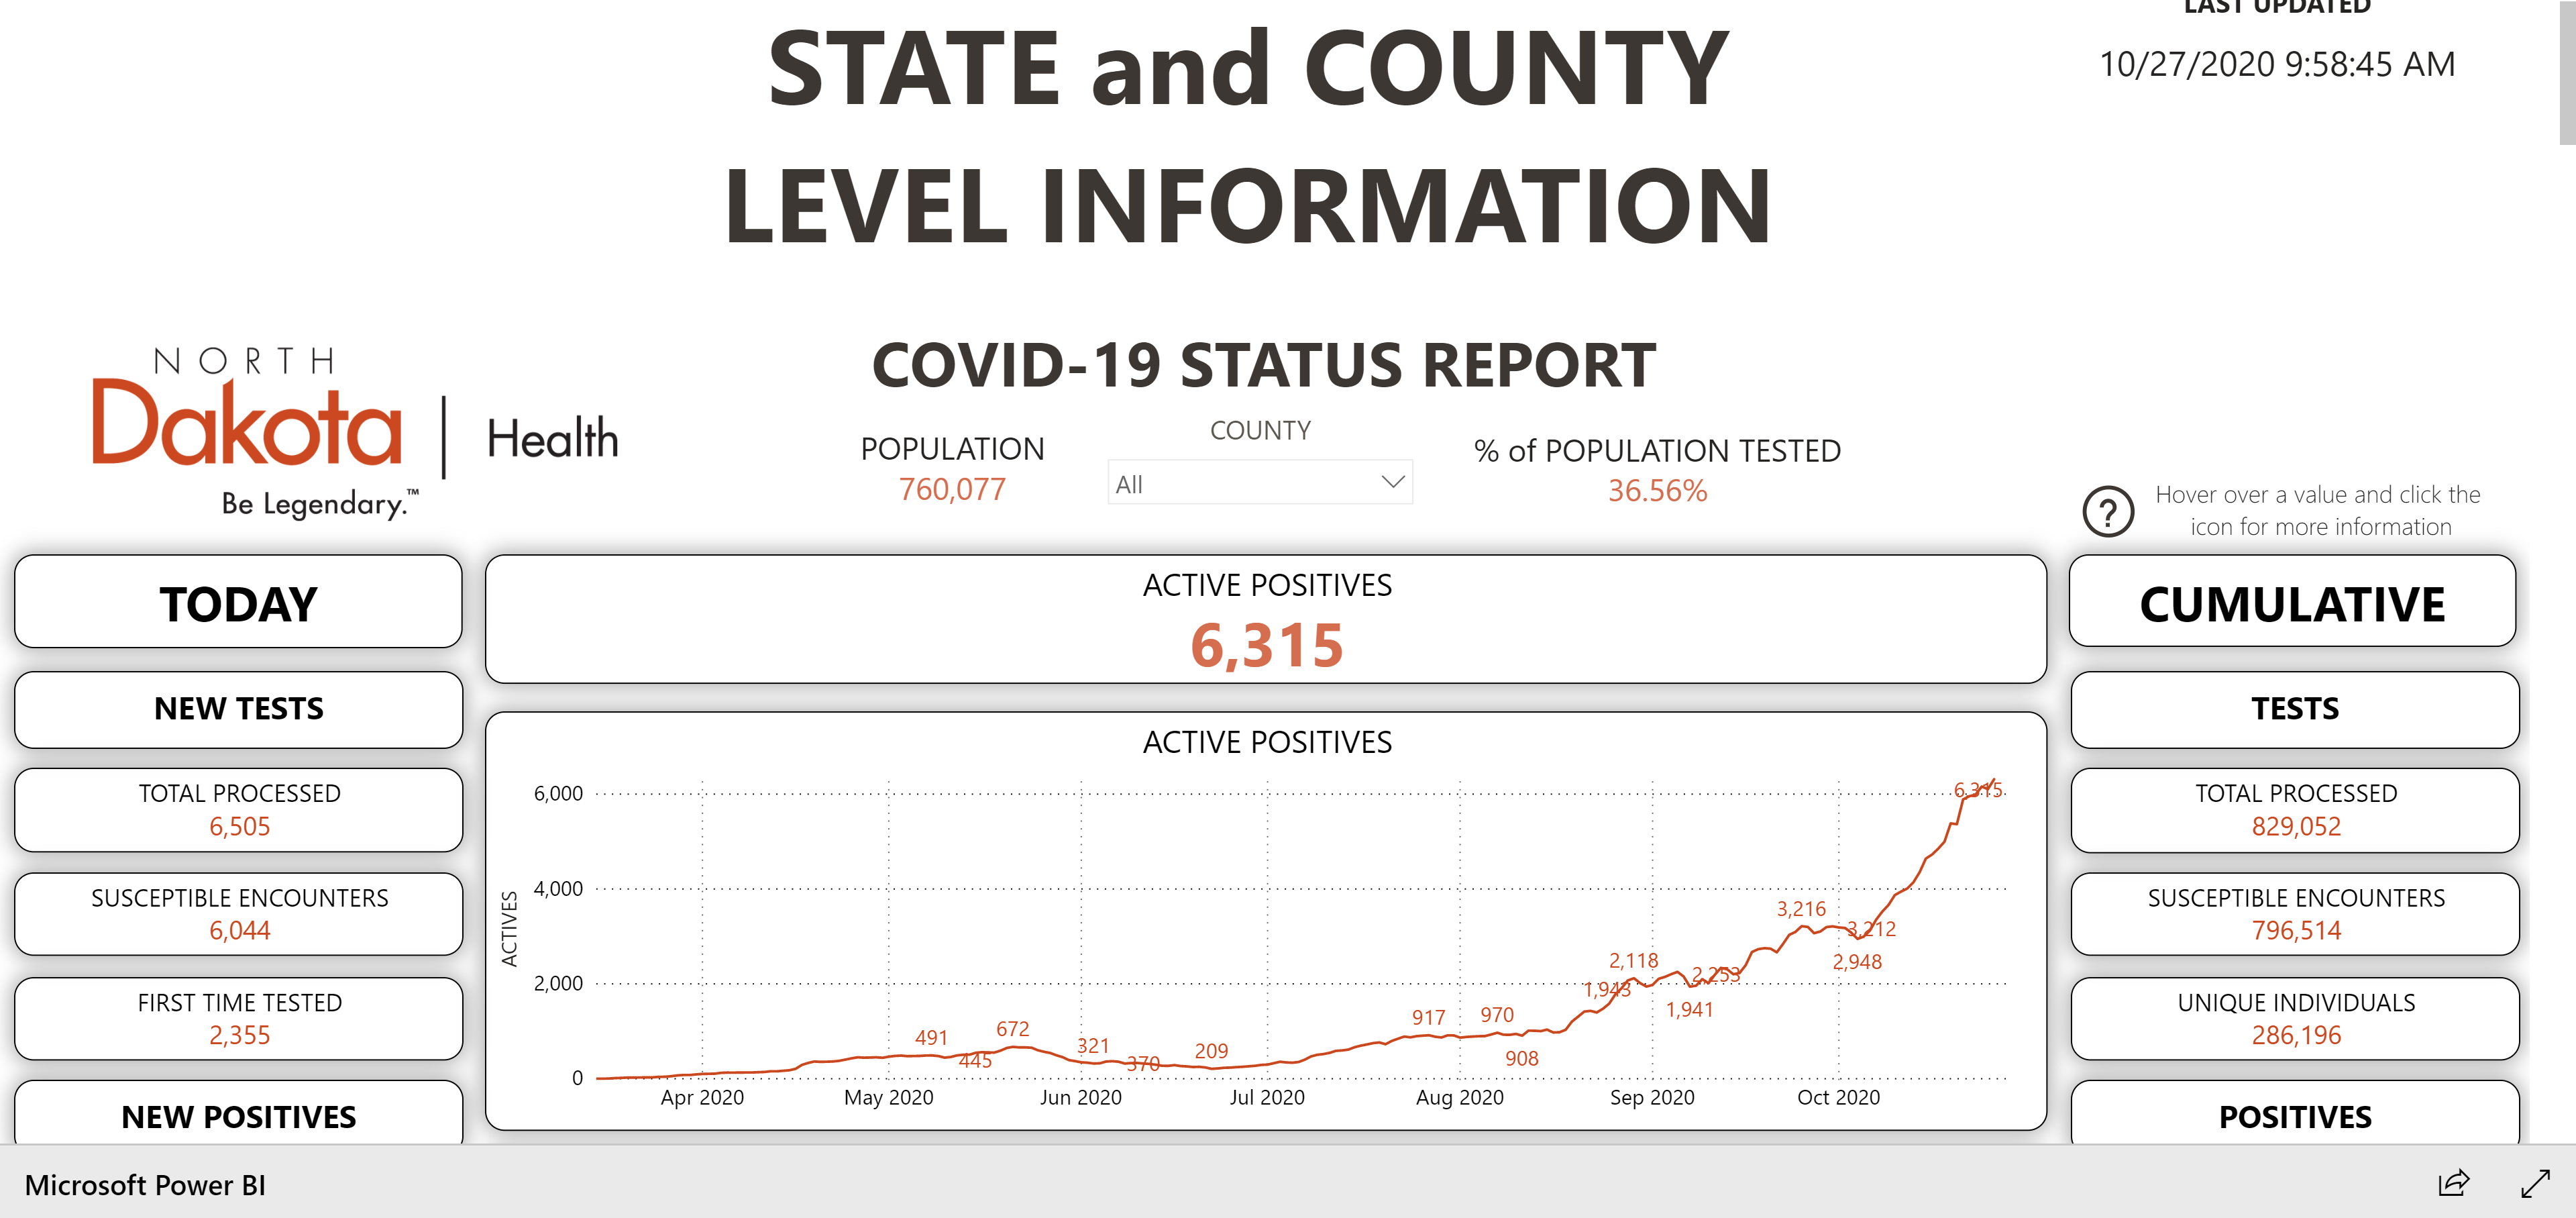 LAST UPDATED
10/27/2020 9:58:45 AM
STATE and COUNTY
LEVEL INFORMATION
NORTH
Dakota
Health
Be Legendary.™
COVID-19 STATUS REPORT
POPULATION
760,077
COUNTY
All
% of POPULATION TESTED
36.56%
?
Hover over a value and click the
icon for more information
TODAY
NEW TESTS
TOTAL PROCESSED
6,505
SUSCEPTIBLE ENCOUNTERS
6,044
FIRST TIME TESTED
2,355
NEW POSITIVES
ACTIVE POSITIVES
6,315
ACTIVE POSITIVES
ACTIVES
6,000
4,000
2,000
0
491
445
672
321
370
209
917
970
908
1,943
2,118
1,941
2,253
3,216
3,212
2,948
6,315
Apr 2020
May 2020
Jun 2020
Jul 2020
Aug 2020
Sep 2020
Oct 2020
CUMULATIVE
TESTS
TOTAL PROCESSED
829,052
SUSCEPTIBLE ENCOUNTERS
796,514
UNIQUE INDIVIDUALS
286,196
POSITIVES
Microsoft Power BI